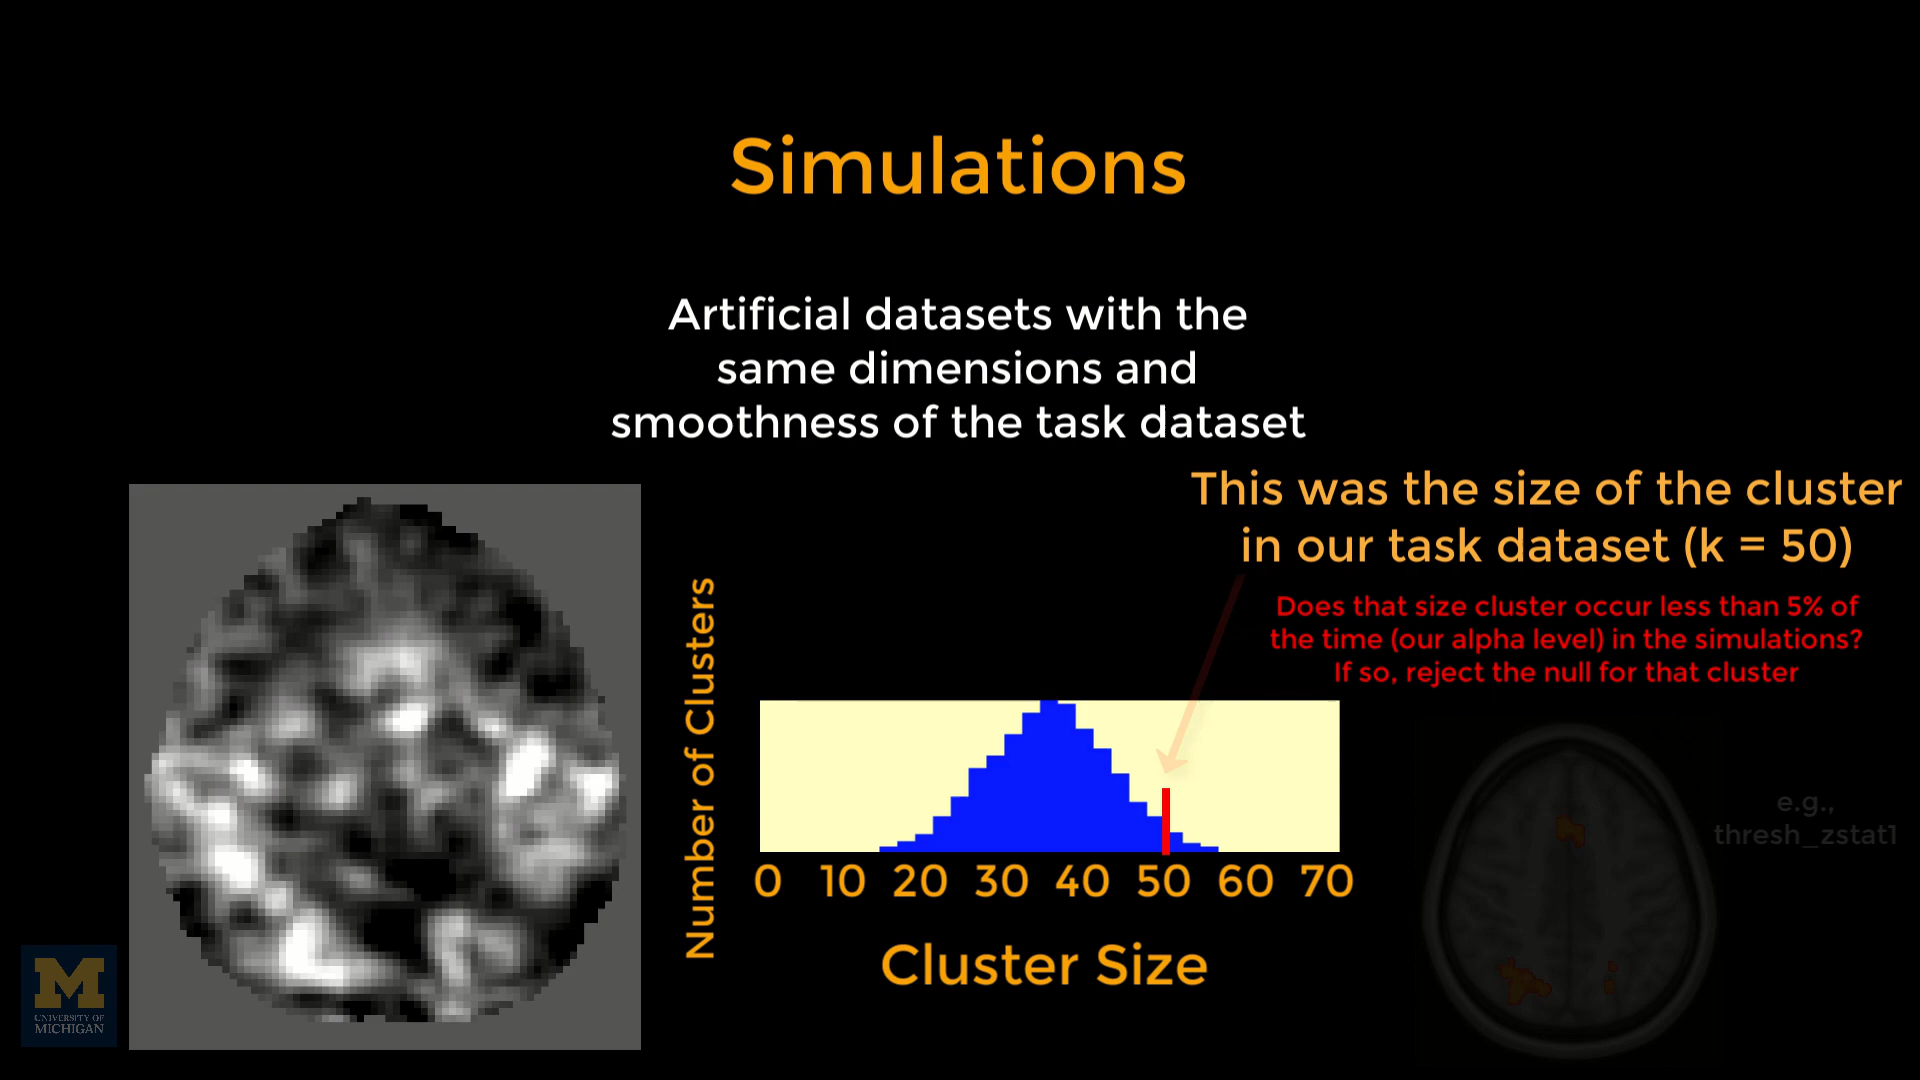 Simulations
Artificial datasets with the
same dimensions and
smoothness of the task dataset
This was the size of the cluster
in our task dataset (k = 50)
Does that size cluster occur less than 5% of
the time (our alpha level) in the simulations?
If so, reject the null for that cluster
Number of Clusters
0 10 20 30 40 50 60 70
Cluster Size
e.g.,
thresh_zstat1
M
UNIVERSITY OF
MICHIGAN